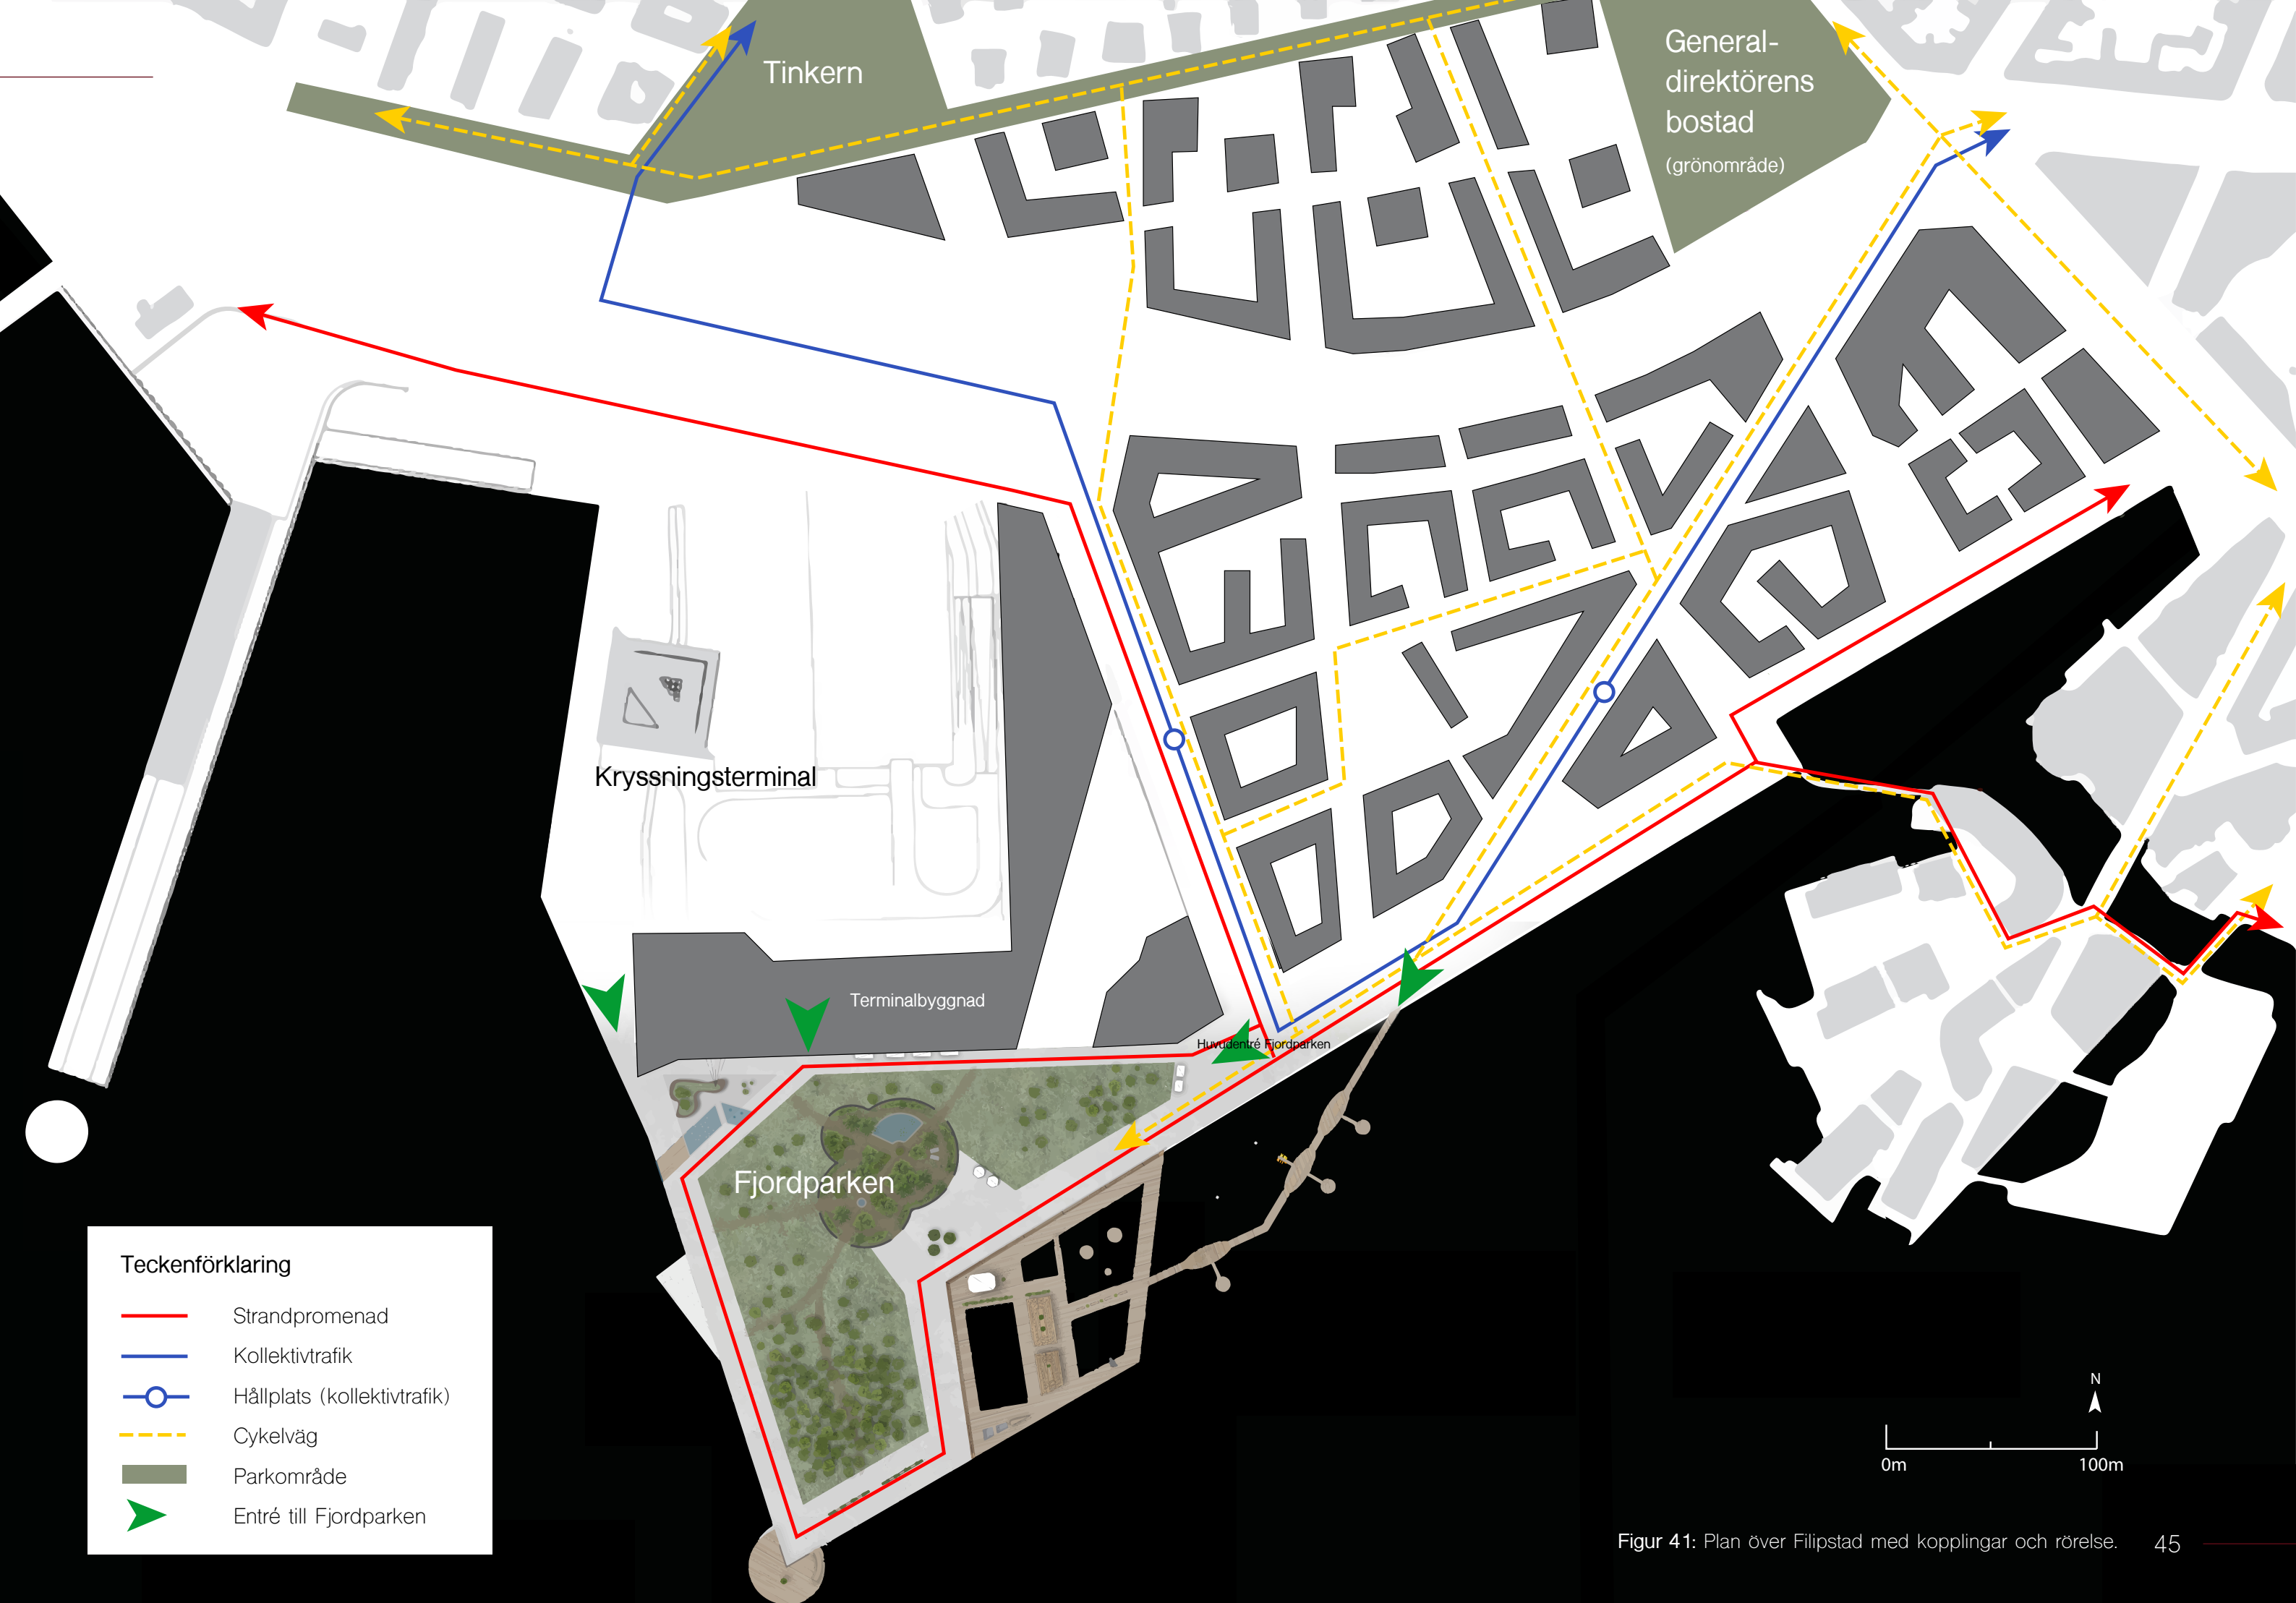 Tinkern
General-
direktörens
bostad
(grönområde)
Kryssningsterminal
Terminalbyggnad
Huvudentré Fjordparken
Fjordparken
Teckenförklaring
Strandpromenad
Kollektivtrafik
Hållplats (kollektivtrafik)
Cykelväg
Parkområde
Entré till Fjordparken
N
0m 100m
Figur 41: Plan över Filipstad med kopplingar och rörelse. 45